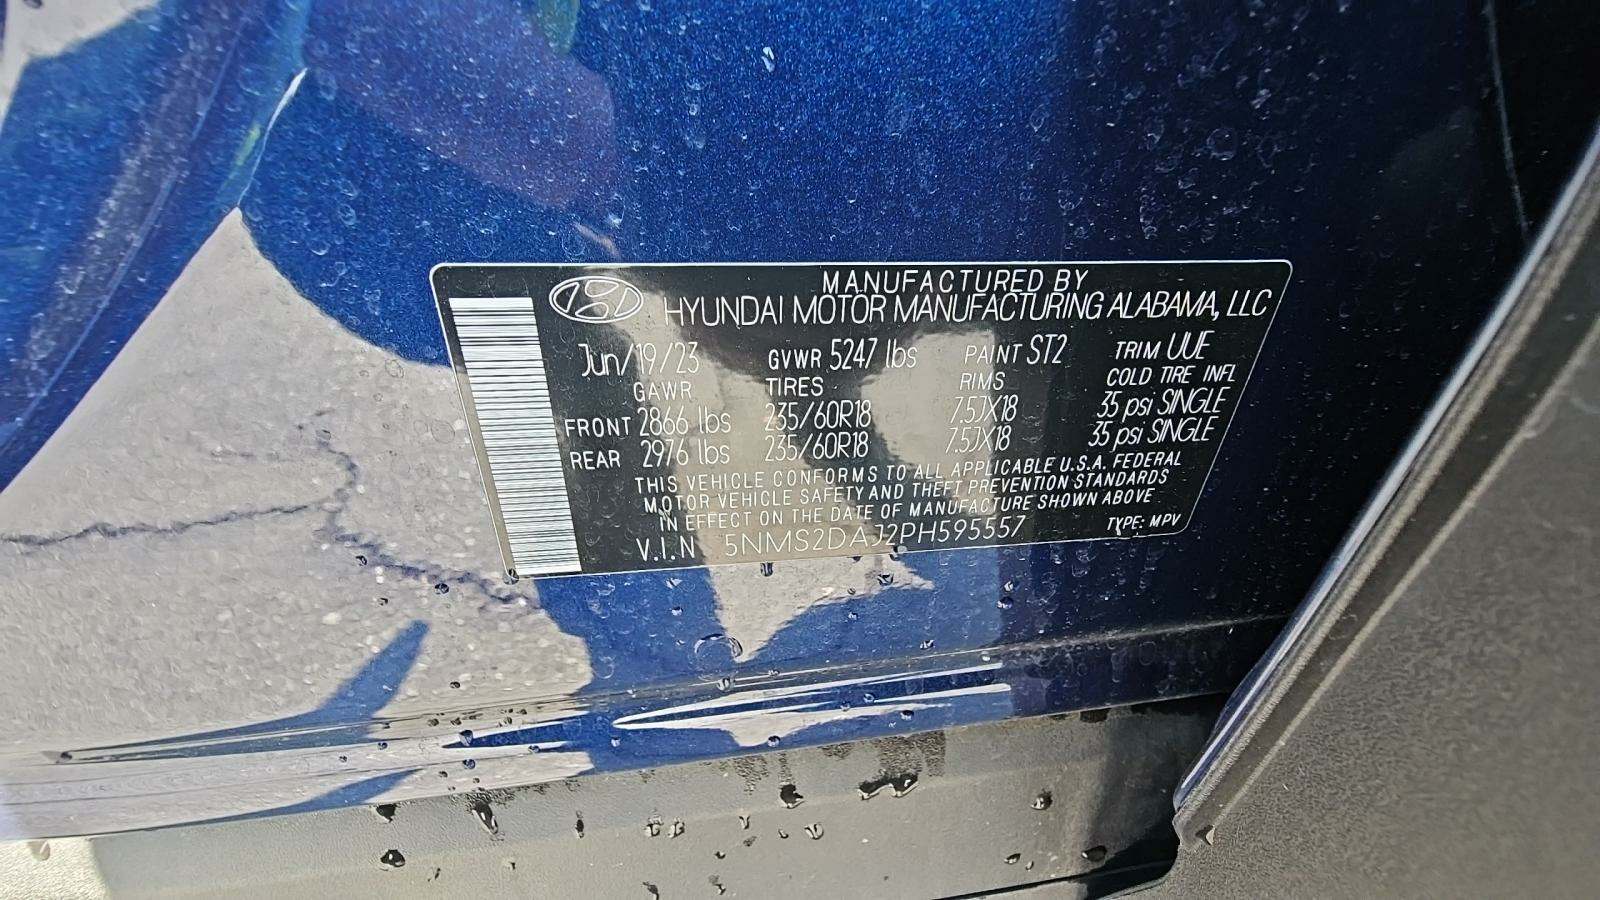 MANUFACTURED BY
HYUNDAI MOTOR MANUFACTURING ALABAMA, LLC
Jun/19/23 GVWR 5247 lbs PAINT ST2 TRIM UUE
GAWR TIRES RIMS COLD TIRE INFL
FRONT 2866 lbs 235/60R18 7.5JX18 35 psi SINGLE
REAR 2976 lbs 235/60R18 7.5JX18 35 psi SINGLE
THIS VEHICLE CONFORMS TO ALL APPLICABLE U.S.A. FEDERAL
MOTOR VEHICLE SAFETY AND THEFT PREVENTION STANDARDS
IN EFFECT ON THE DATE OF MANUFACTURE SHOWN ABOVE
V.I.N 5NMS2DAJ2PH595557 TYPE: MPV